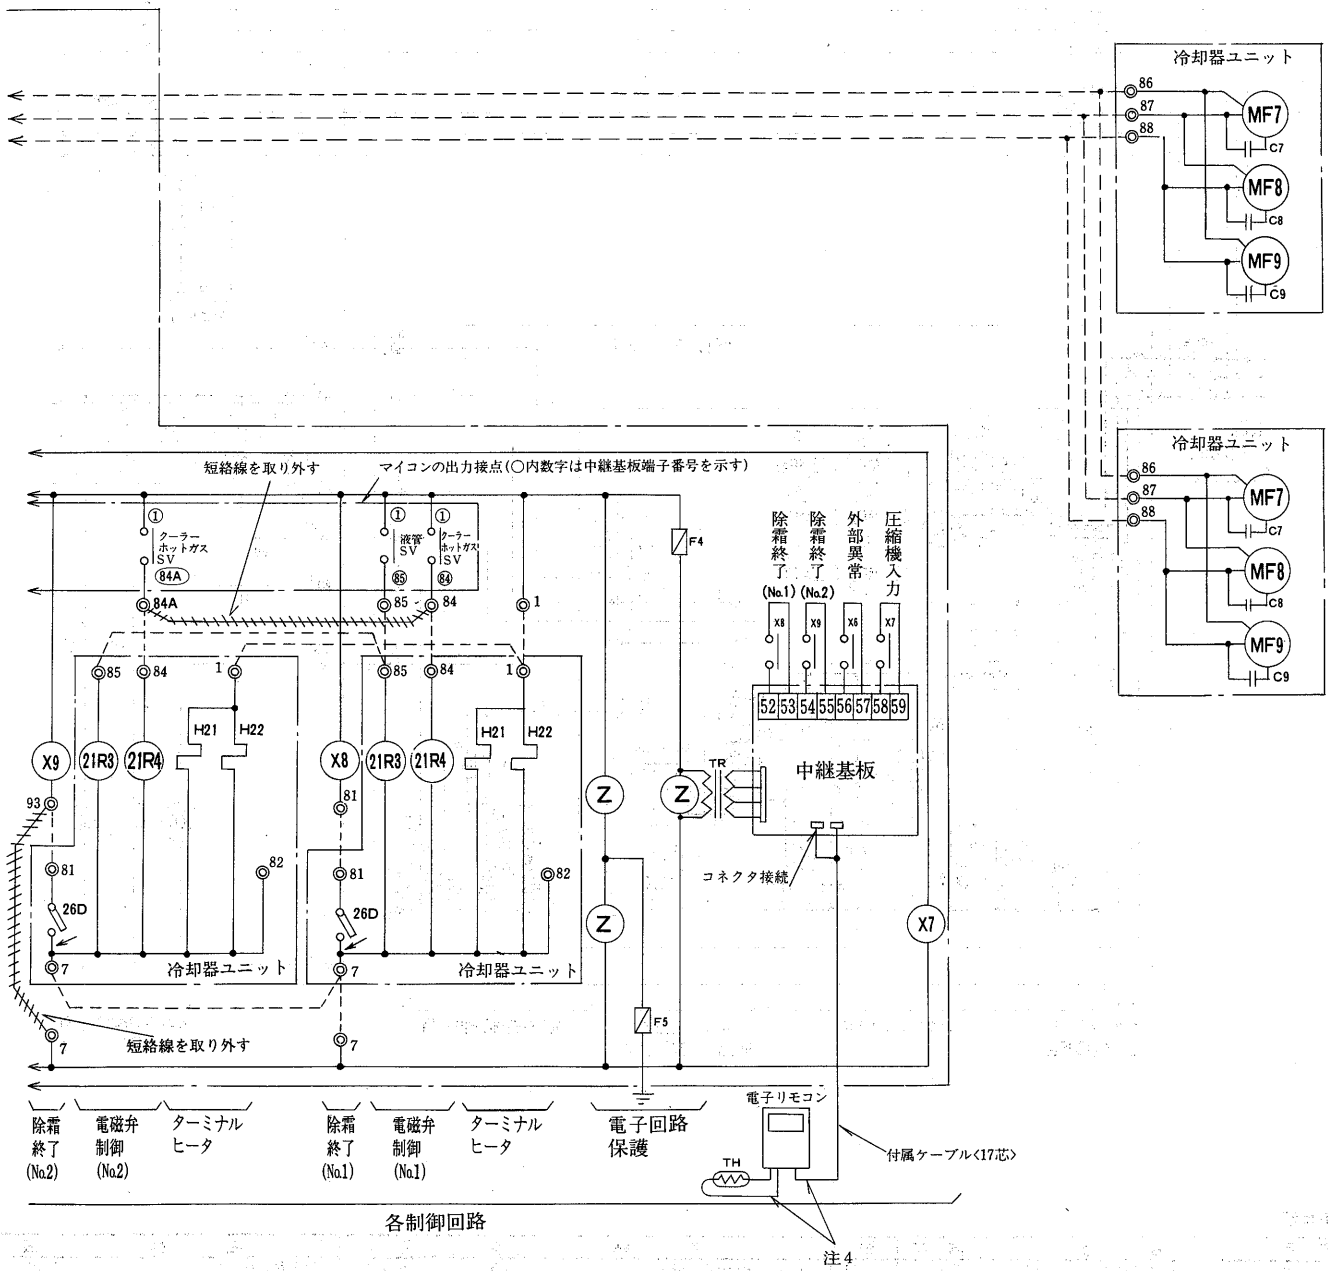 冷却器ユニット
86
87
88
MF7
C7
MF8
C8
MF9
C9
冷却器ユニット
86
87
88
MF7
C7
MF8
C8
MF9
C9
短絡線を取り外す
マイコンの出力接点(○内数字は中継基板端子番号を示す)
①
クーラー
ホットガス
SV
84A
84A
①
液管
SV
85
85
①
クーラー
ホットガス
SV
84
84
1
F4
除霜終了
(No.1)
除霜終了
(No.2)
外部異常
圧縮機入力
X8
X9
X6
X7
52 53 54 55 56 57 58 59
中継基板
TR
コネクタ接続
85
84
1
H21
H22
X9
21R3
21R4
93
81
26D
82
7
冷却器ユニット
7
短絡線を取り外す
85
84
1
H21
H22
X8
21R3
21R4
81
81
26D
82
7
冷却器ユニット
7
Z
Z
Z
F5
X7
除霜
終了
(No.2)
電磁弁
制御
(No.2)
ターミナル
ヒータ
除霜
終了
(No.1)
電磁弁
制御
(No.1)
ターミナル
ヒータ
電子回路
保護
電子リモコン
TH
付属ケーブル<17芯>
各制御回路
注4